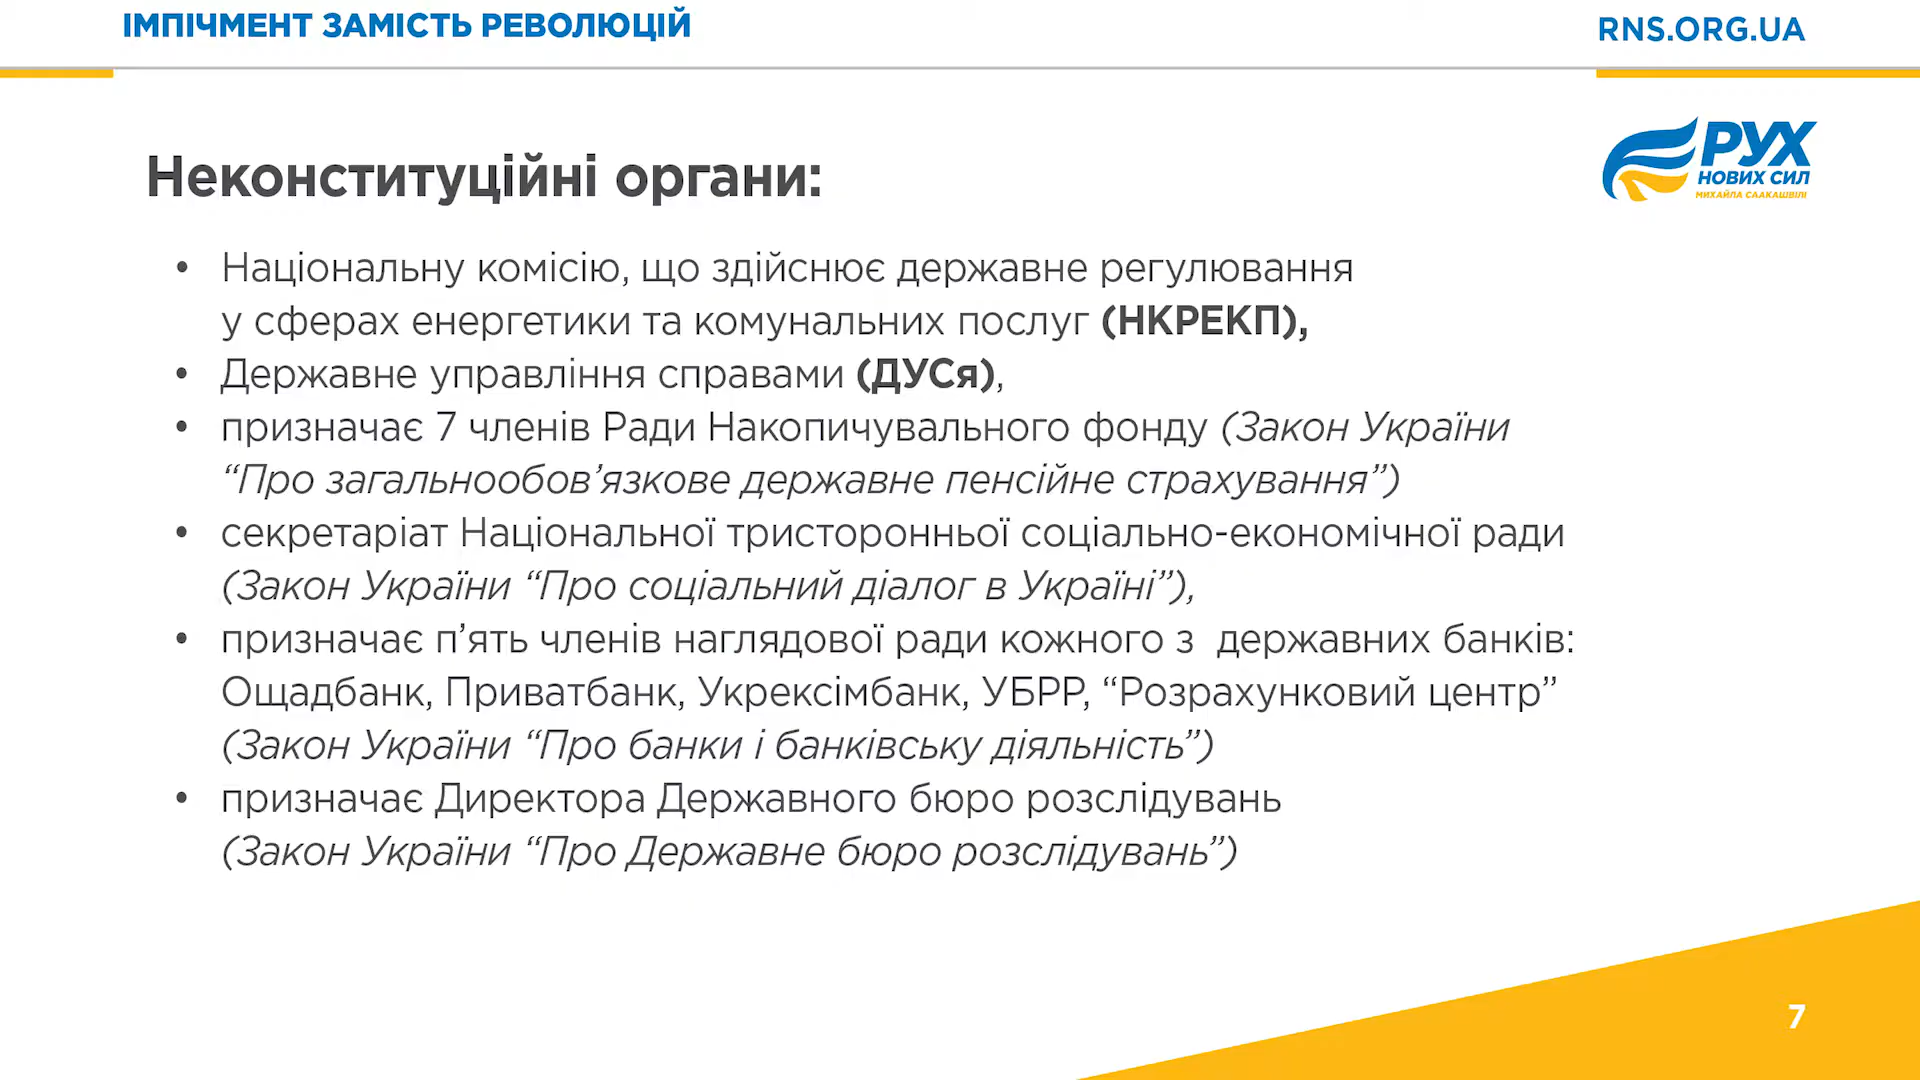 ІМПІЧМЕНТ ЗАМІСТЬ РЕВОЛЮЦІЙ
RNS.ORG.UA
РУХ
НОВИХ СИЛ
МИХАЙЛА СААКАШВІЛІ
Неконституційні органи:
• Національну комісію, що здійснює державне регулювання
у сферах енергетики та комунальних послуг (НКРЕКП),
• Державне управління справами (ДУСя),
• призначає 7 членів Ради Накопичувального фонду (Закон України
“Про загальнообов’язкове державне пенсійне страхування”)
• секретаріат Національної тристоронньої соціально-економічної ради
(Закон України “Про соціальний діалог в Україні”),
• призначає п’ять членів наглядової ради кожного з  державних банків:
Ощадбанк, Приватбанк, Укрексімбанк, УБРР, “Розрахунковий центр”
(Закон України “Про банки і банківську діяльність”)
• призначає Директора Державного бюро розслідувань
(Закон України “Про Державне бюро розслідувань”)
7